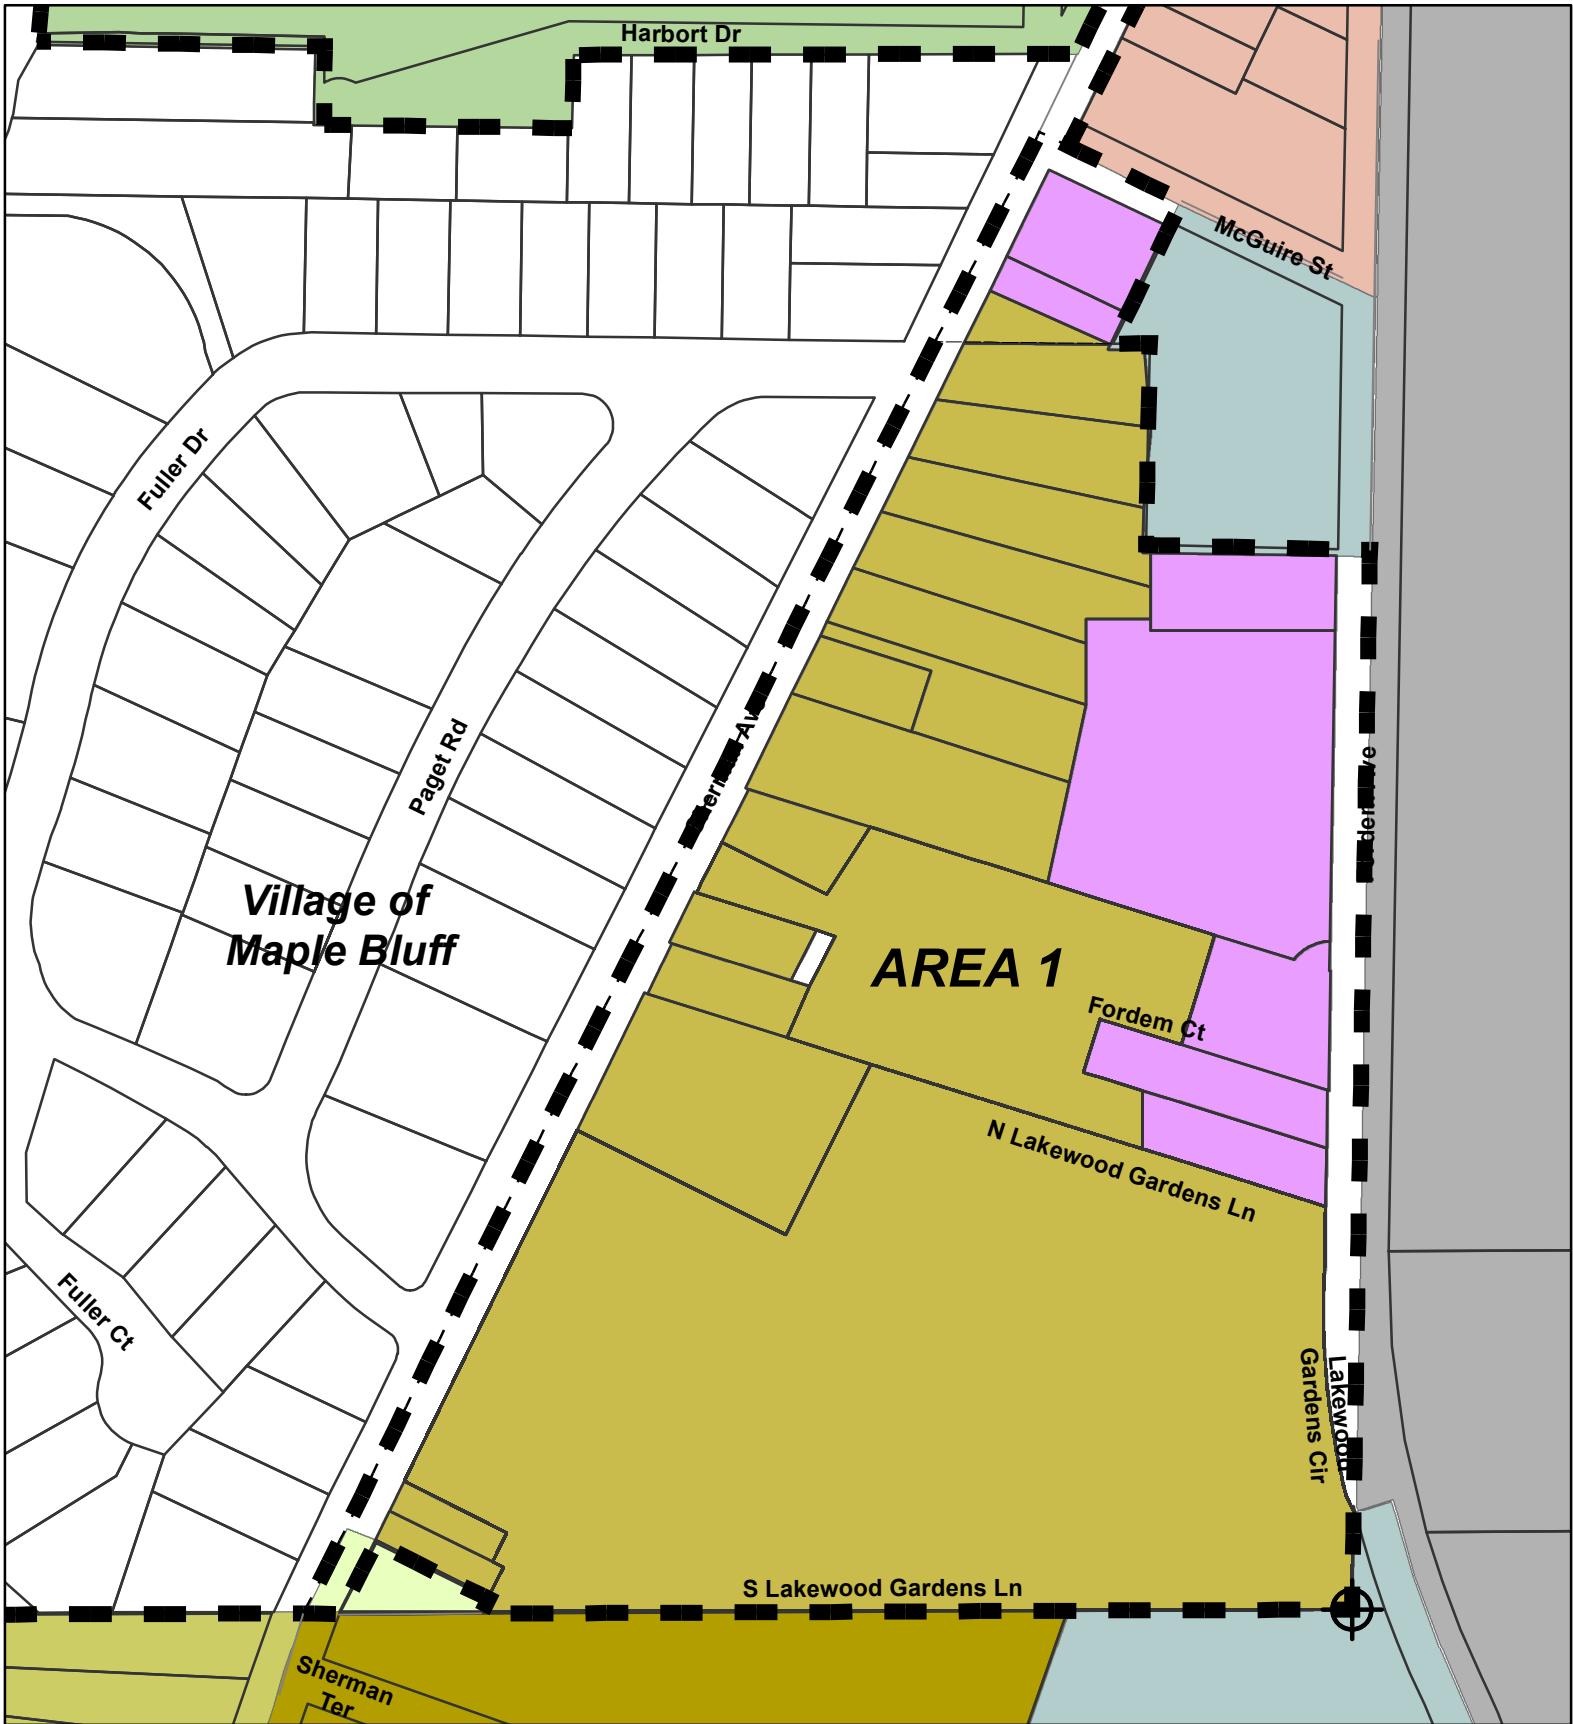 Harbort Dr
McGuire St
Fuller Dr
Paget Rd
Village of
Maple Bluff
AREA 1
Fordem Ct
N Lakewood Gardens Ln
Fuller Ct
Lakewood
Gardens Cir
S Lakewood Gardens Ln
Sherman
Ter